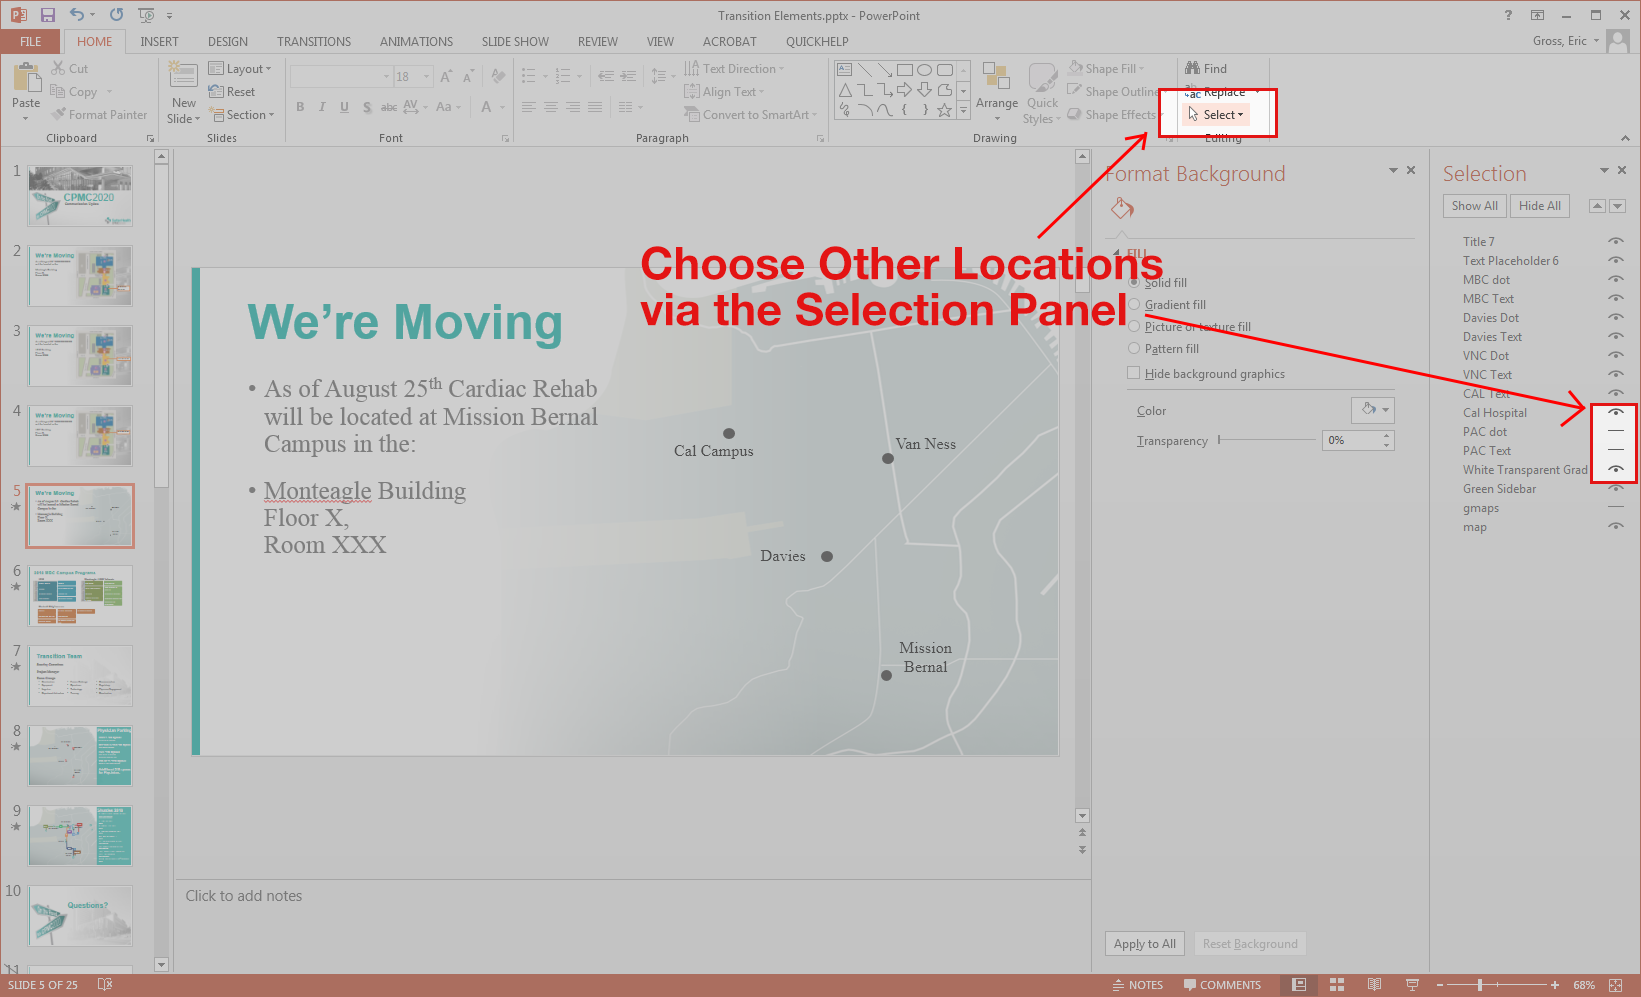 Transition Elements.pptx - PowerPoint
?
FILE
HOME
INSERT
DESIGN
TRANSITIONS
ANIMATIONS
SLIDE SHOW
REVIEW
VIEW
ACROBAT
QUICKHELP
Gross, Eric
Paste
Cut
Copy
Format Painter
Clipboard
New
Slide
Layout
Reset
Section
Slides
18
B I U S abc AV Aa A
Font
Text Direction
Align Text
Convert to SmartArt
Paragraph
Arrange
Quick
Styles
Shape Fill
Shape Outline
Shape Effects
Drawing
Find
Replace
Select
Editing
1
CPMC2020
2
We're Moving
3
We're Moving
4
We're Moving
5
We're Moving
6
7
Transition Team
8
9
10
Questions?
11
We’re Moving
• As of August 25th Cardiac Rehab
will be located at Mission Bernal
Campus in the:
• Monteagle Building
Floor X,
Room XXX
Cal Campus
Van Ness
Davies
Mission
Bernal
Choose Other Locations
via the Selection Panel
Click to add notes
Format Background
FILL
Solid fill
Gradient fill
Picture or texture fill
Pattern fill
Hide background graphics
Color
Transparency
0%
Apply to All
Reset Background
Selection
Show All
Hide All
Title 7
Text Placeholder 6
MBC dot
MBC Text
Davies Dot
Davies Text
VNC Dot
VNC Text
CAL Text
Cal Hospital
PAC dot
PAC Text
White Transparent Grad
Green Sidebar
gmaps
map
SLIDE 5 OF 25
NOTES
COMMENTS
68%